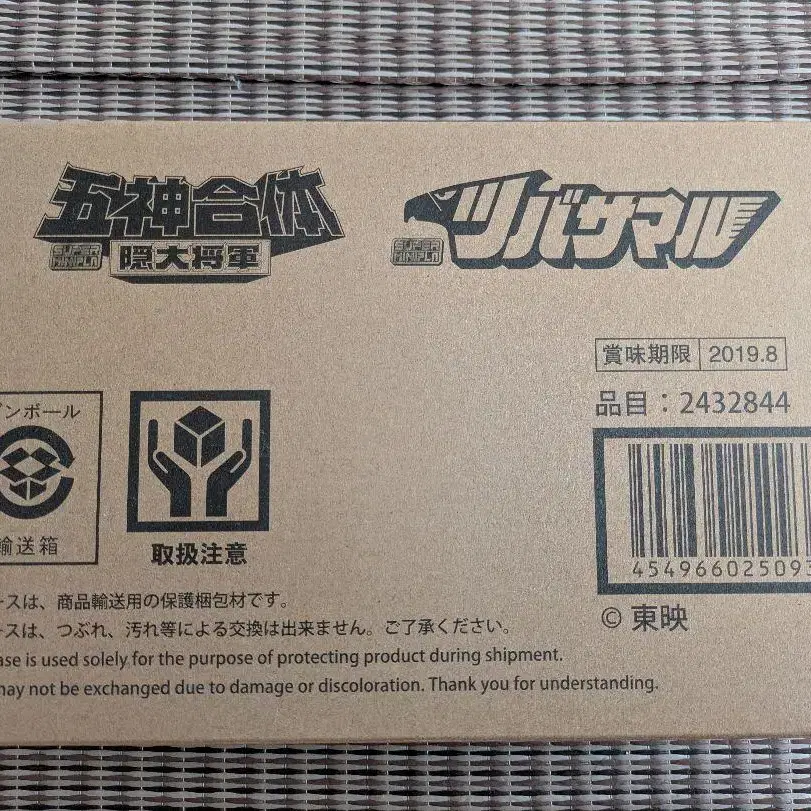 五神合体
SUPER MINIPLA
隠大将軍
ツバサマル
SUPER MINIPLA
賞味期限 2019.8
品目：2432844
ンボール
輸送箱
取扱注意
454966025093
ースは、商品輸送用の保護梱包材です。
ースは、つぶれ、汚れ等による交換は出来ません。ご了承ください。
ase is used solely for the purpose of protecting product during shipment.
may not be exchanged due to damage or discoloration. Thank you for understanding.
© 東映